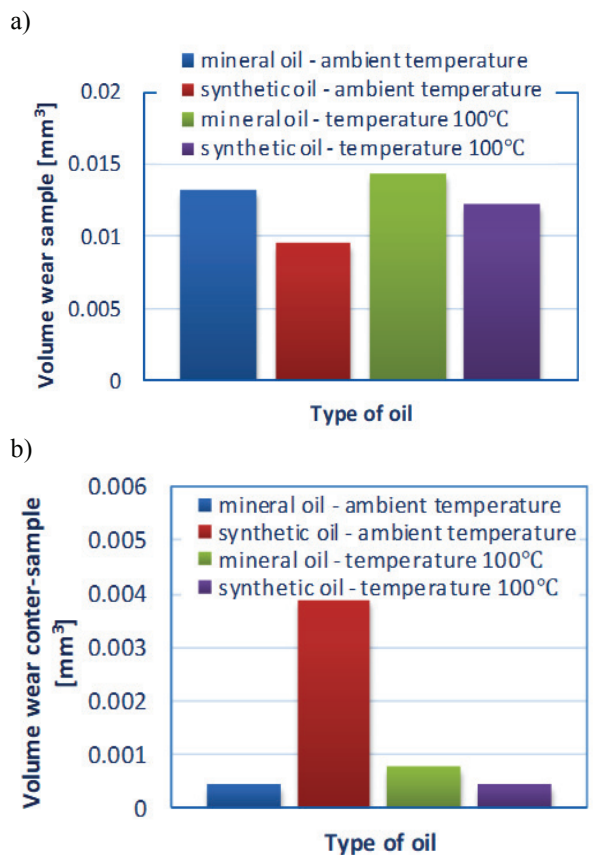 a)
mineral oil - ambient temperature
synthetic oil - ambient temperature
mineral oil - temperature 100°C
synthetic oil - temperature 100°C
Volume wear sample [mm³]
0.02
0.015
0.01
0.005
0
Type of oil
b)
mineral oil - ambient temperature
synthetic oil - ambient temperature
mineral oil - temperature 100°C
synthetic oil - temperature 100°C
Volume wear conter-sample
[mm³]
0.006
0.005
0.004
0.003
0.002
0.001
0
Type of oil